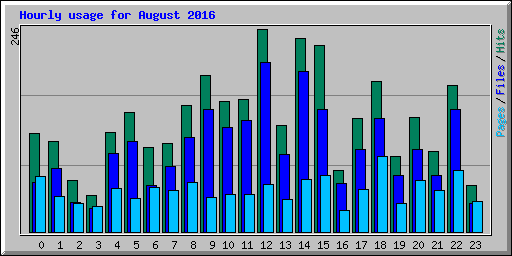 Hourly usage for August 2016
246
Pages / Files / Hits
0 1 2 3 4 5 6 7 8 9 10 11 12 13 14 15 16 17 18 19 20 21 22 23